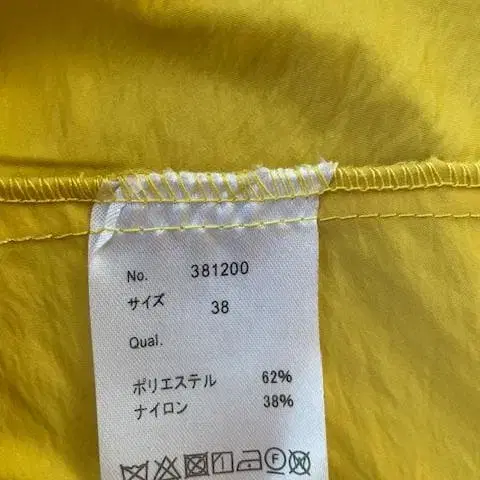 No. 381200
サイズ 38
Qual.
ポリエステル 62%
ナイロン 38%